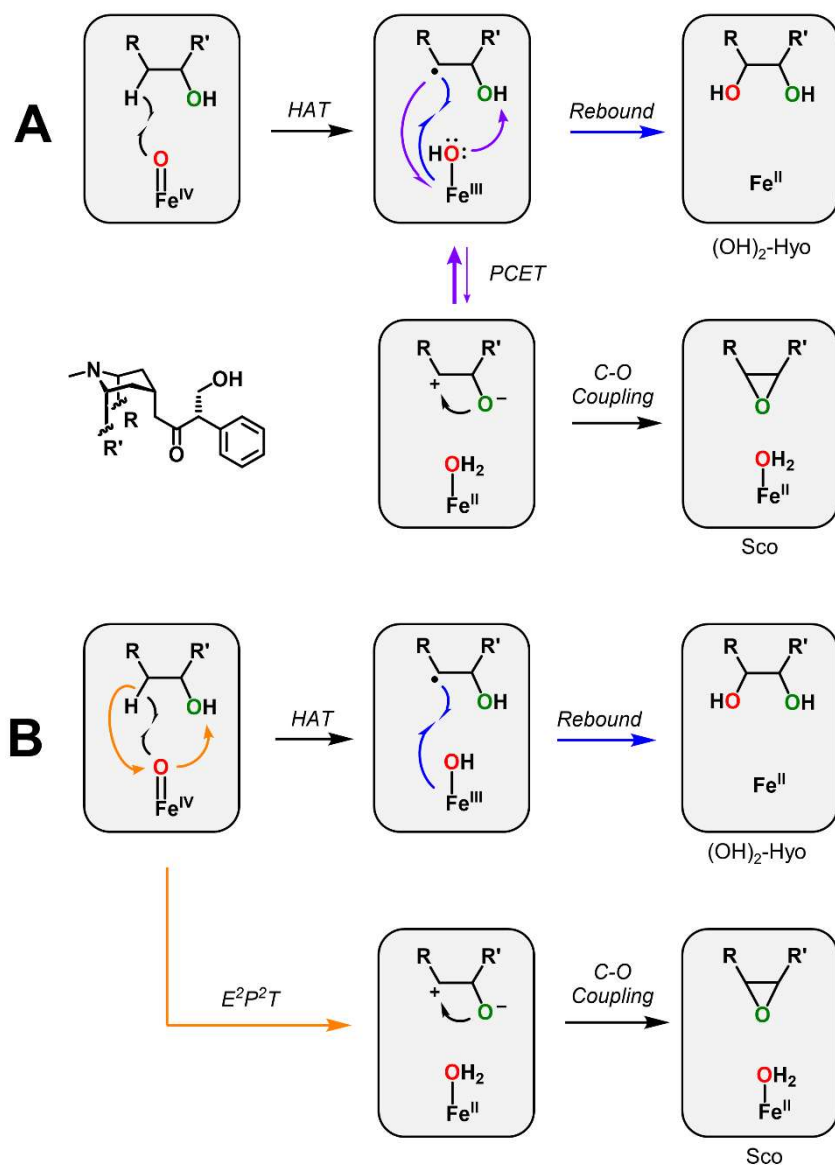 A
R R'
H OH
O
Fe^IV
HAT
R R'
OH
HO:
Fe^III
Rebound
R R'
HO OH
Fe^II
(OH)2-Hyo
PCET
N
R
R'
O
OH
R R'
+ O−
OH2
Fe^II
C-O
Coupling
R R'
O
OH2
Fe^II
Sco
B
R R'
H OH
O
Fe^IV
HAT
R R'
OH
OH
Fe^III
Rebound
R R'
HO OH
Fe^II
(OH)2-Hyo
E²P²T
R R'
+ O−
OH2
Fe^II
C-O
Coupling
R R'
O
OH2
Fe^II
Sco